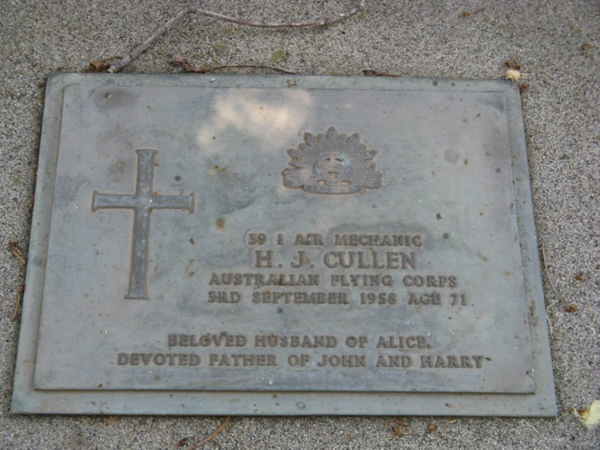 59 1 AIR MECHANIC
H. J. CULLEN
AUSTRALIAN FLYING CORPS
3RD SEPTEMBER 1956 AGE 71
BELOVED HUSBAND OF ALICE.
DEVOTED FATHER OF JOHN AND HARRY